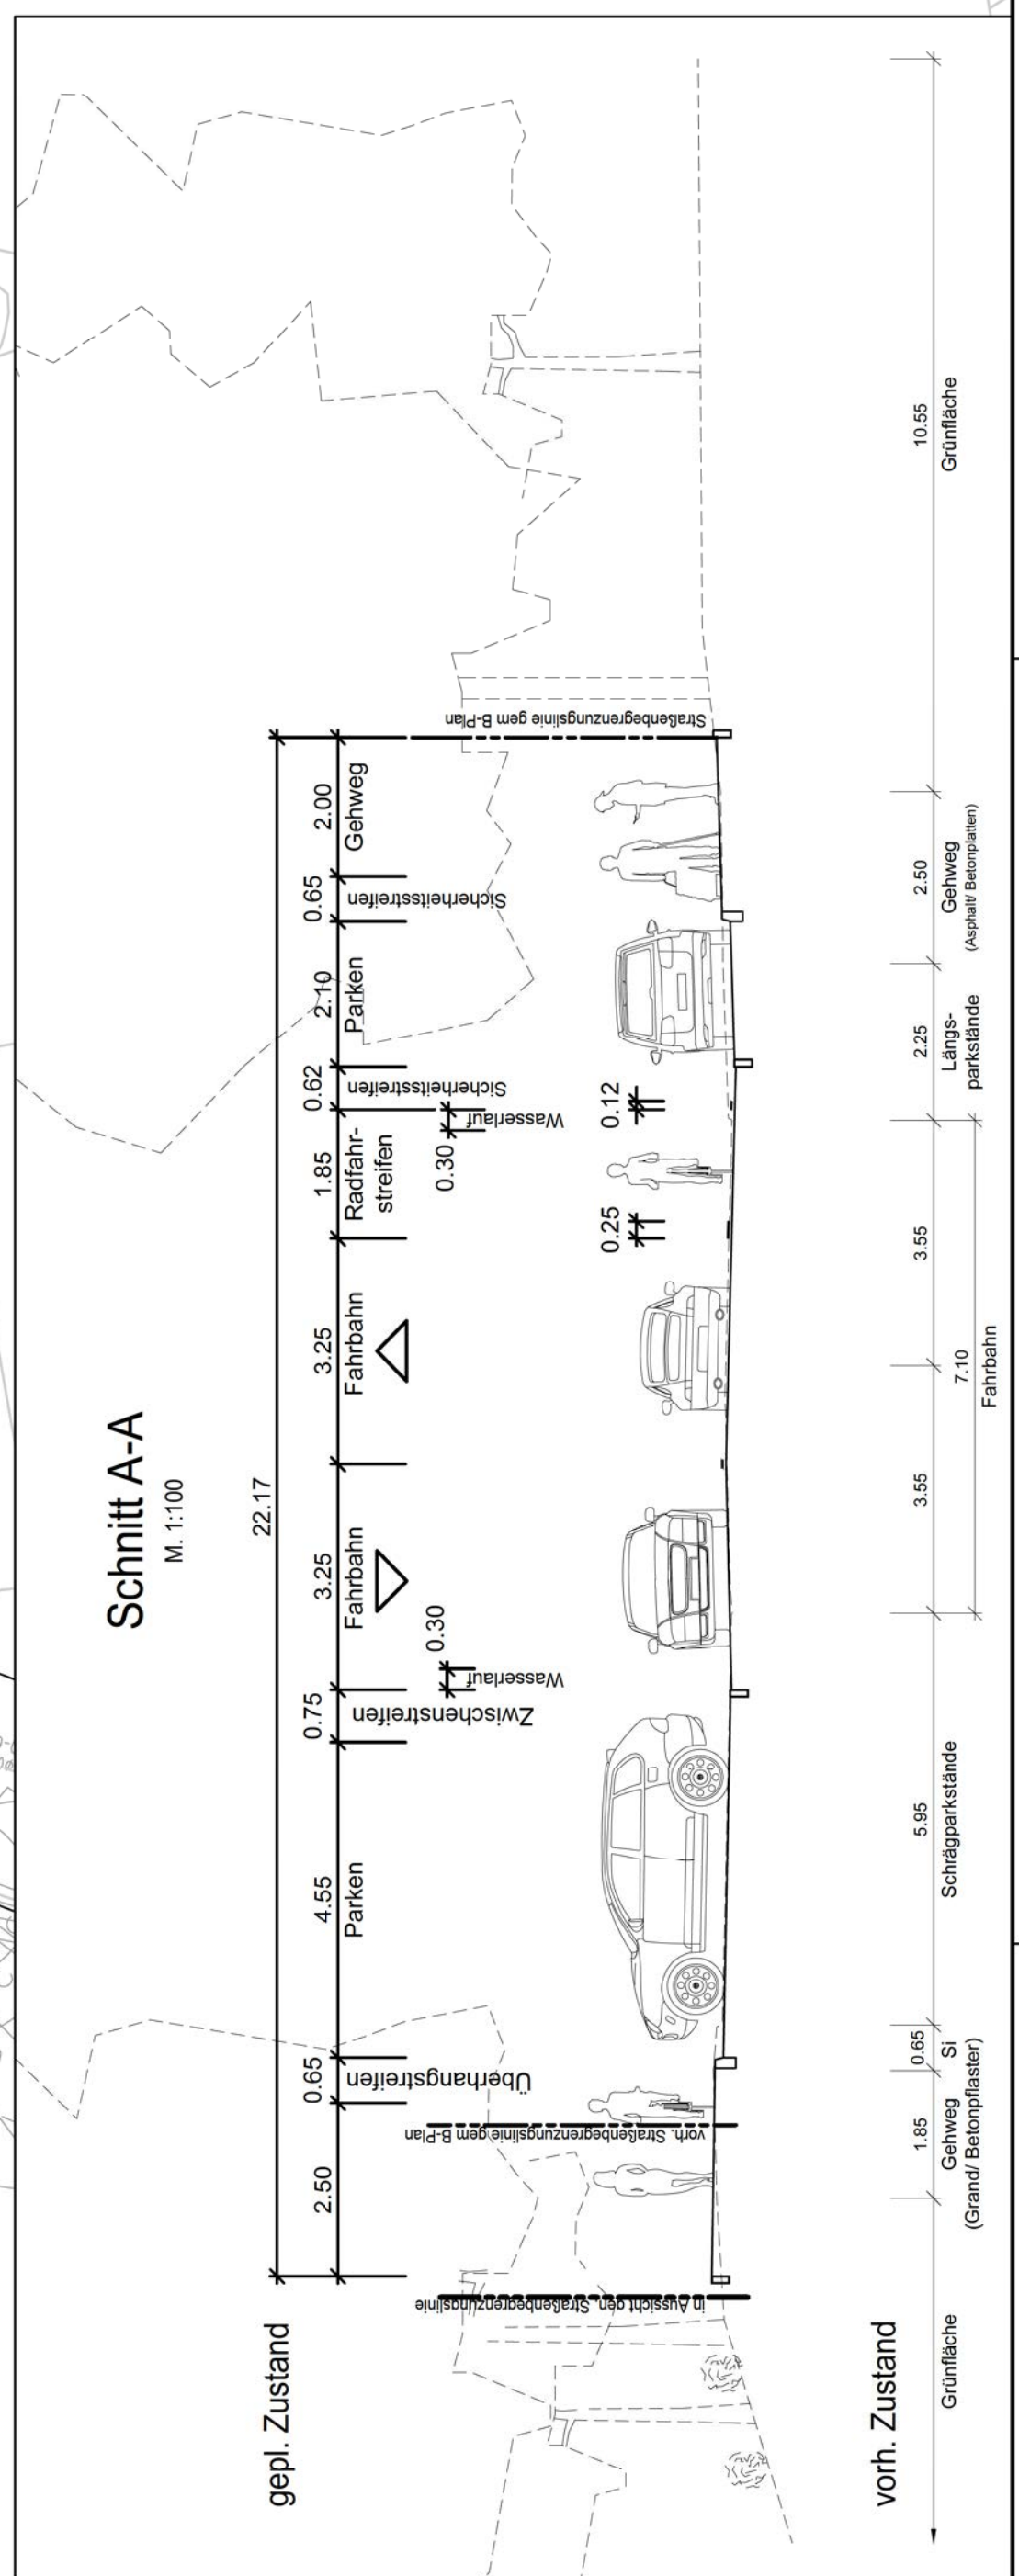 Schnitt A-A
M. 1:100
gepl. Zustand
22.17
2.50
0.65
4.55
0.75
3.25
3.25
1.85
0.62
2.10
0.65
2.00
Überhangstreifen
Parken
Zwischenstreifen
Fahrbahn
Fahrbahn
Radfahr-
streifen
Sicherheitsstreifen
Parken
Sicherheitsstreifen
Gehweg
0.30
Wasserlauf
0.30
Wasserlauf
0.25
0.12
in Aussicht gen. Straßenbegrenzungslinie
vorh. Straßenbegrenzungslinie gem B-Plan
Straßenbegrenzungslinie gem B-Plan
vorh. Zustand
1.85
0.65
5.95
3.55
3.55
2.25
2.50
10.55
Grünfläche
Gehweg
(Grand/ Betonpflaster)
Si
Schrägparkstände
7.10
Fahrbahn
Längs-
parkstände
Gehweg
(Asphalt/ Betonplatten)
Grünfläche